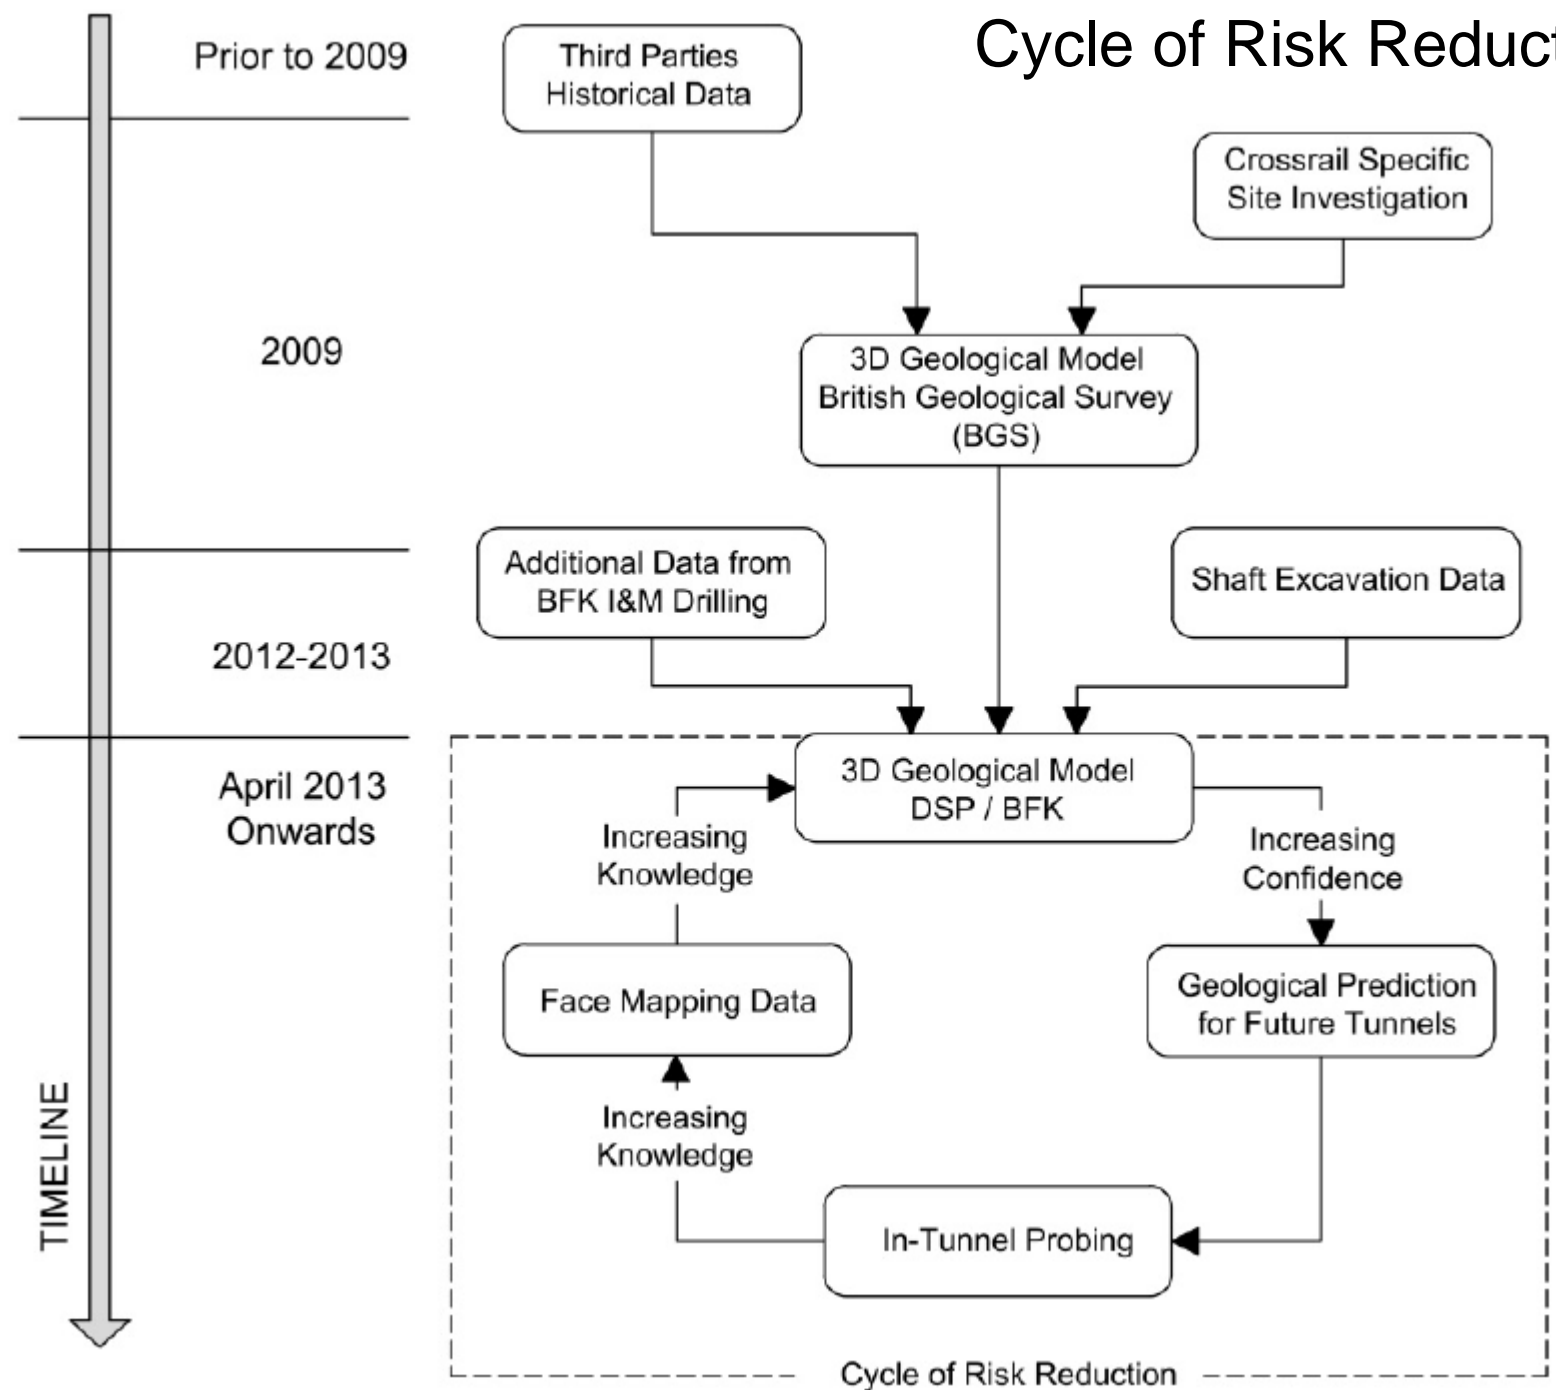 Cycle of Risk Reduct
Prior to 2009
Third Parties
Historical Data
Crossrail Specific
Site Investigation
2009
3D Geological Model
British Geological Survey
(BGS)
Additional Data from
BFK I&M Drilling
Shaft Excavation Data
2012-2013
April 2013
Onwards
3D Geological Model
DSP / BFK
Increasing
Knowledge
Increasing
Confidence
Face Mapping Data
Geological Prediction
for Future Tunnels
Increasing
Knowledge
In-Tunnel Probing
TIMELINE
Cycle of Risk Reduction